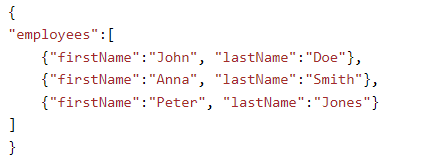 {
"employees":[
    {"firstName":"John", "lastName":"Doe"},
    {"firstName":"Anna", "lastName":"Smith"},
    {"firstName":"Peter", "lastName":"Jones"}
]
}